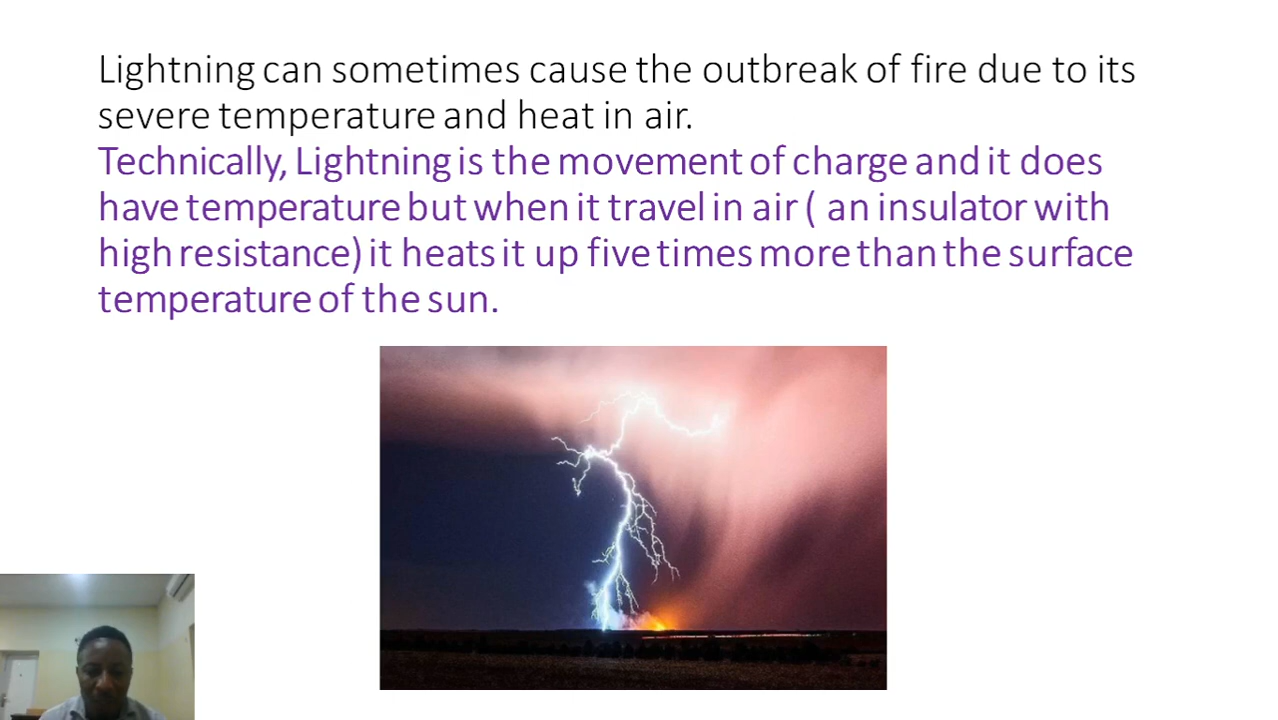 Lightning can sometimes cause the outbreak of fire due to its
severe temperature and heat in air.
Technically, Lightning is the movement of charge and it does
have temperature but when it travel in air ( an insulator with
high resistance) it heats it up five times more than the surface
temperature of the sun.